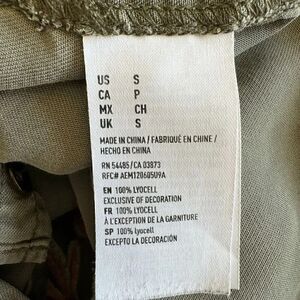 US S
CA P
MX CH
UK S
MADE IN CHINA / FABRIQUÉ EN CHINE /
HECHO EN CHINA
RN 54485/CA 03873
RFC# AEM120605U9A
EN 100% LYOCELL
EXCLUSIVE OF DECORATION
FR 100% LYOCELL
À L'EXCEPTION DE LA GARNITURE
SP 100% lyocell
EXCEPTO LA DECORACIÓN